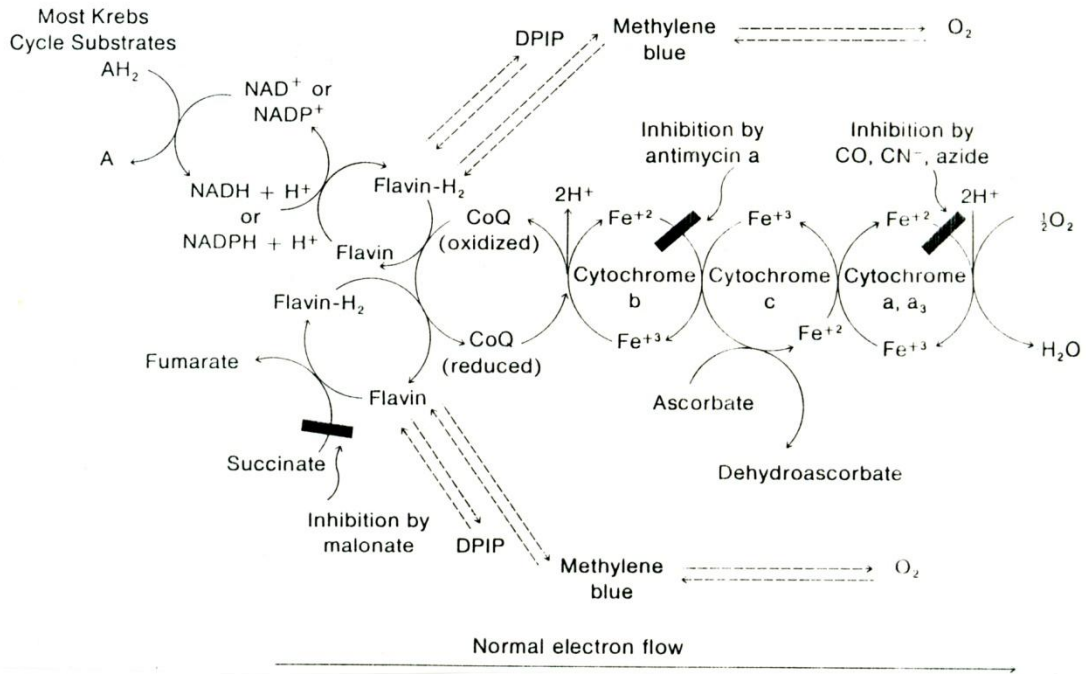 Most Krebs
Cycle Substrates
AH₂
NAD⁺ or
NADP⁺
A
NADH + H⁺
or
NADPH + H⁺
Flavin-H₂
Flavin
DPIP
Methylene
blue
O₂
Inhibition by
antimycin a
Inhibition by
CO, CN⁻, azide
CoQ
(oxidized)
2H⁺
Fe⁺²
Fe⁺³
Fe⁺²
2H⁺
½O₂
Flavin-H₂
Cytochrome
b
Cytochrome
c
Cytochrome
a, a₃
CoQ
(reduced)
Fe⁺³
Fe⁺²
Fe⁺³
H₂O
Fumarate
Flavin
Ascorbate
Succinate
Dehydroascorbate
Inhibition by
malonate
DPIP
Methylene
blue
O₂
Normal electron flow